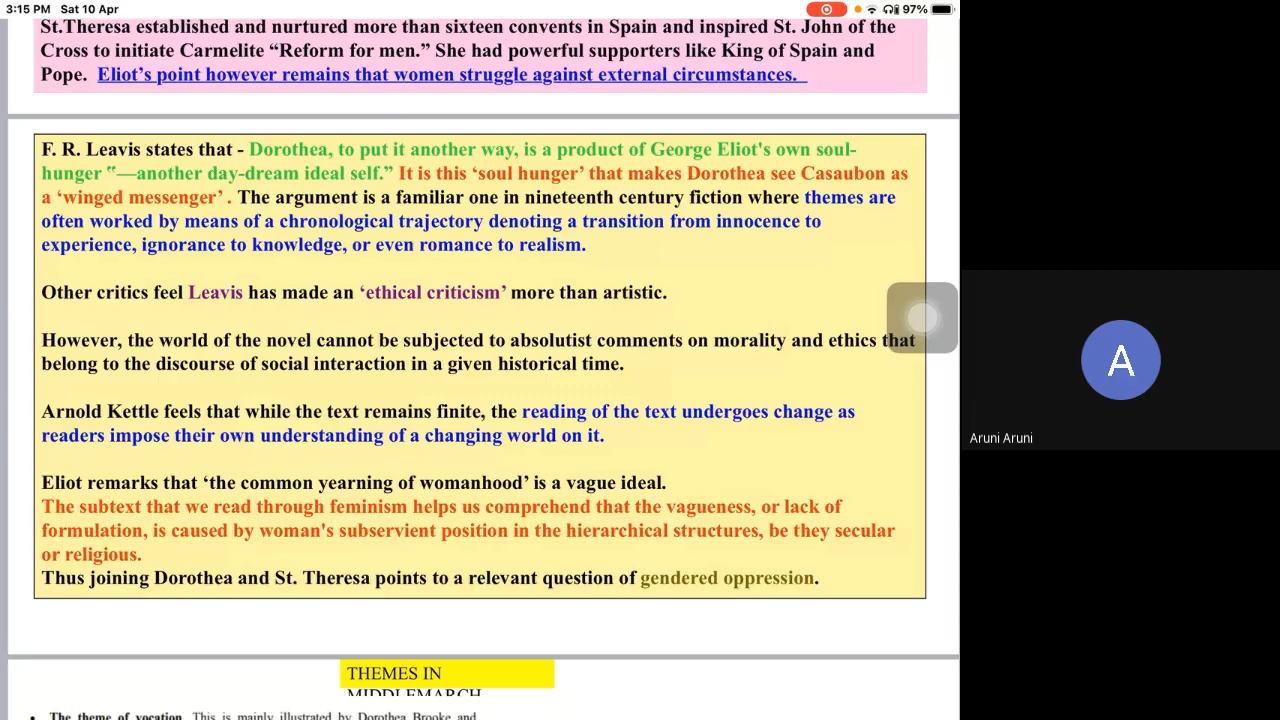 3:15 PM Sat 10 Apr
97%
St.Theresa established and nurtured more than sixteen convents in Spain and inspired St. John of the
Cross to initiate Carmelite “Reform for men.” She had powerful supporters like King of Spain and
Pope. Eliot’s point however remains that women struggle against external circumstances.
F. R. Leavis states that - Dorothea, to put it another way, is a product of George Eliot's own soul-
hunger “—another day-dream ideal self.” It is this ‘soul hunger’ that makes Dorothea see Casaubon as
a ‘winged messenger’ . The argument is a familiar one in nineteenth century fiction where themes are
often worked by means of a chronological trajectory denoting a transition from innocence to
experience, ignorance to knowledge, or even romance to realism.
Other critics feel Leavis has made an ‘ethical criticism’ more than artistic.
However, the world of the novel cannot be subjected to absolutist comments on morality and ethics that
belong to the discourse of social interaction in a given historical time.
Arnold Kettle feels that while the text remains finite, the reading of the text undergoes change as
readers impose their own understanding of a changing world on it.
Eliot remarks that ‘the common yearning of womanhood’ is a vague ideal.
The subtext that we read through feminism helps us comprehend that the vagueness, or lack of
formulation, is caused by woman's subservient position in the hierarchical structures, be they secular
or religious.
Thus joining Dorothea and St. Theresa points to a relevant question of gendered oppression.
THEMES IN
MIDDLEMARCH
• The theme of vocation. This is mainly illustrated by Dorothea Brooke and
A
Aruni Aruni